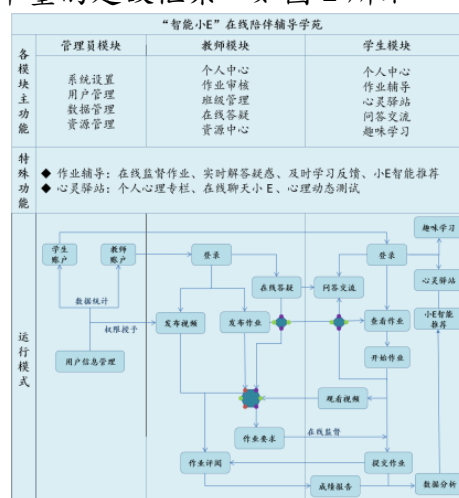 “智能小E”在线陪伴辅导学苑
各模块主功能
管理员模块
教师模块
学生模块
系统设置
用户管理
数据管理
资源管理
个人中心
作业审核
班级管理
在线答疑
资源中心
个人中心
作业辅导
心灵驿站
问答交流
趣味学习
特殊功能
◆ 作业辅导：在线监督作业、实时解答疑惑、及时学习反馈、小E智能推荐
◆ 心灵驿站：个人心理专栏、在线聊天小 E、心理动态测试
运行模式
趣味学习
学生账户
教师账户
登录
登录
心灵驿站
在线答疑
问答交流
数据统计
小E智能推荐
权限授予
发布视频
发布作业
查看作业
用户信息管理
开始作业
观看视频
作业要求
在线监督
作业评阅
提交作业
成绩报告
数据分析